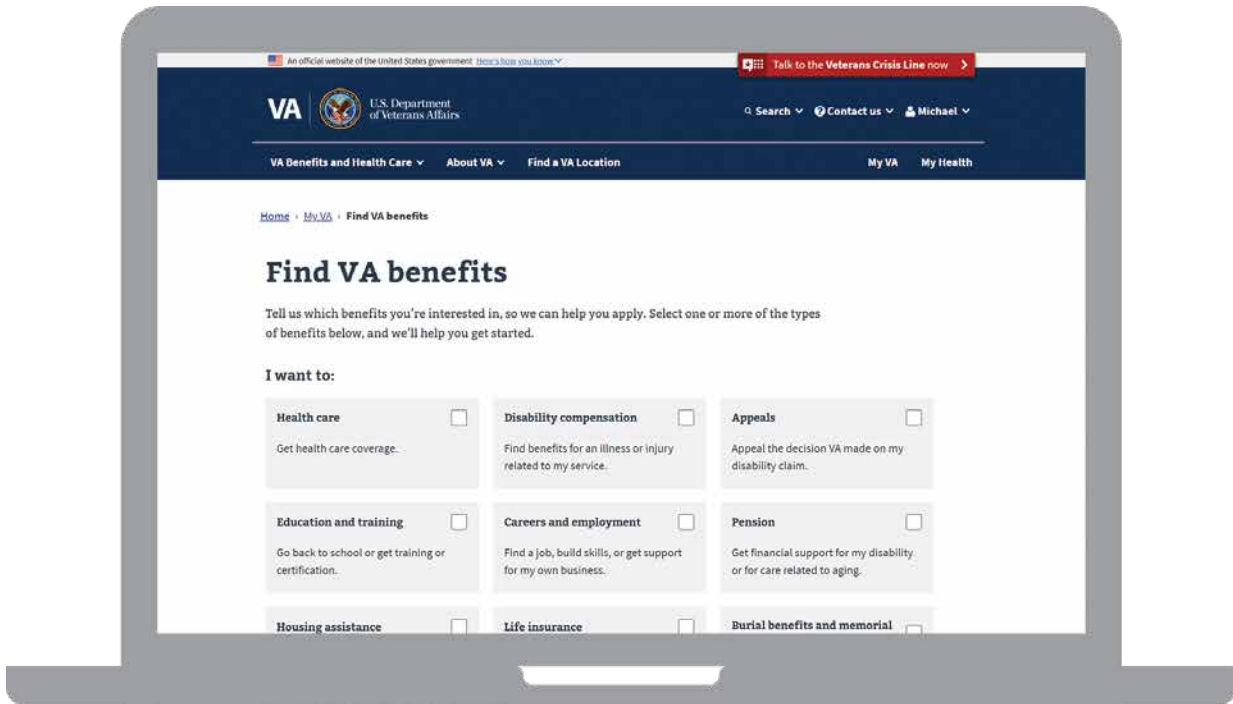 An official website of the United States government Here's how you know
Talk to the Veterans Crisis Line now
VA
U.S. Department
of Veterans Affairs
Search
Contact us
Michael
VA Benefits and Health Care
About VA
Find a VA Location
My VA
My Health
Home › My VA › Find VA benefits
Find VA benefits
Tell us which benefits you're interested in, so we can help you apply. Select one or more of the types
of benefits below, and we'll help you get started.
I want to:
Health care
Get health care coverage.
Disability compensation
Find benefits for an illness or injury
related to my service.
Appeals
Appeal the decision VA made on my
disability claim.
Education and training
Go back to school or get training or
certification.
Careers and employment
Find a job, build skills, or get support
for my own business.
Pension
Get financial support for my disability
or for care related to aging.
Housing assistance
Life insurance
Burial benefits and memorial